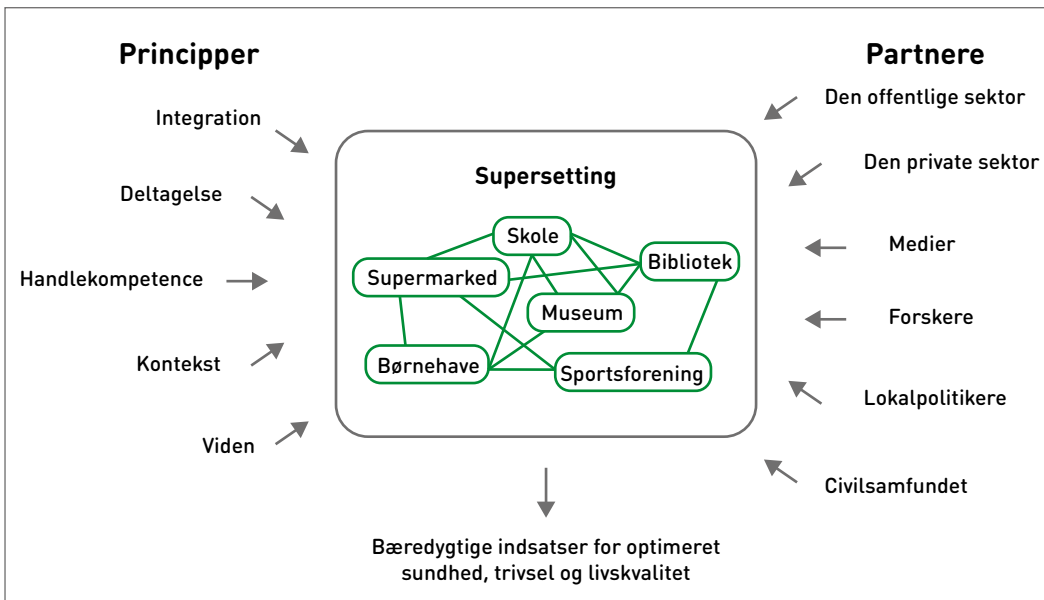 Principper
Integration
Deltagelse
Handlekompetence
Kontekst
Viden
Supersetting
Skole
Bibliotek
Supermarked
Museum
Børnehave
Sportsforening
Partnere
Den offentlige sektor
Den private sektor
Medier
Forskere
Lokalpolitikere
Civilsamfundet
Bæredygtige indsatser for optimeret
sundhed, trivsel og livskvalitet